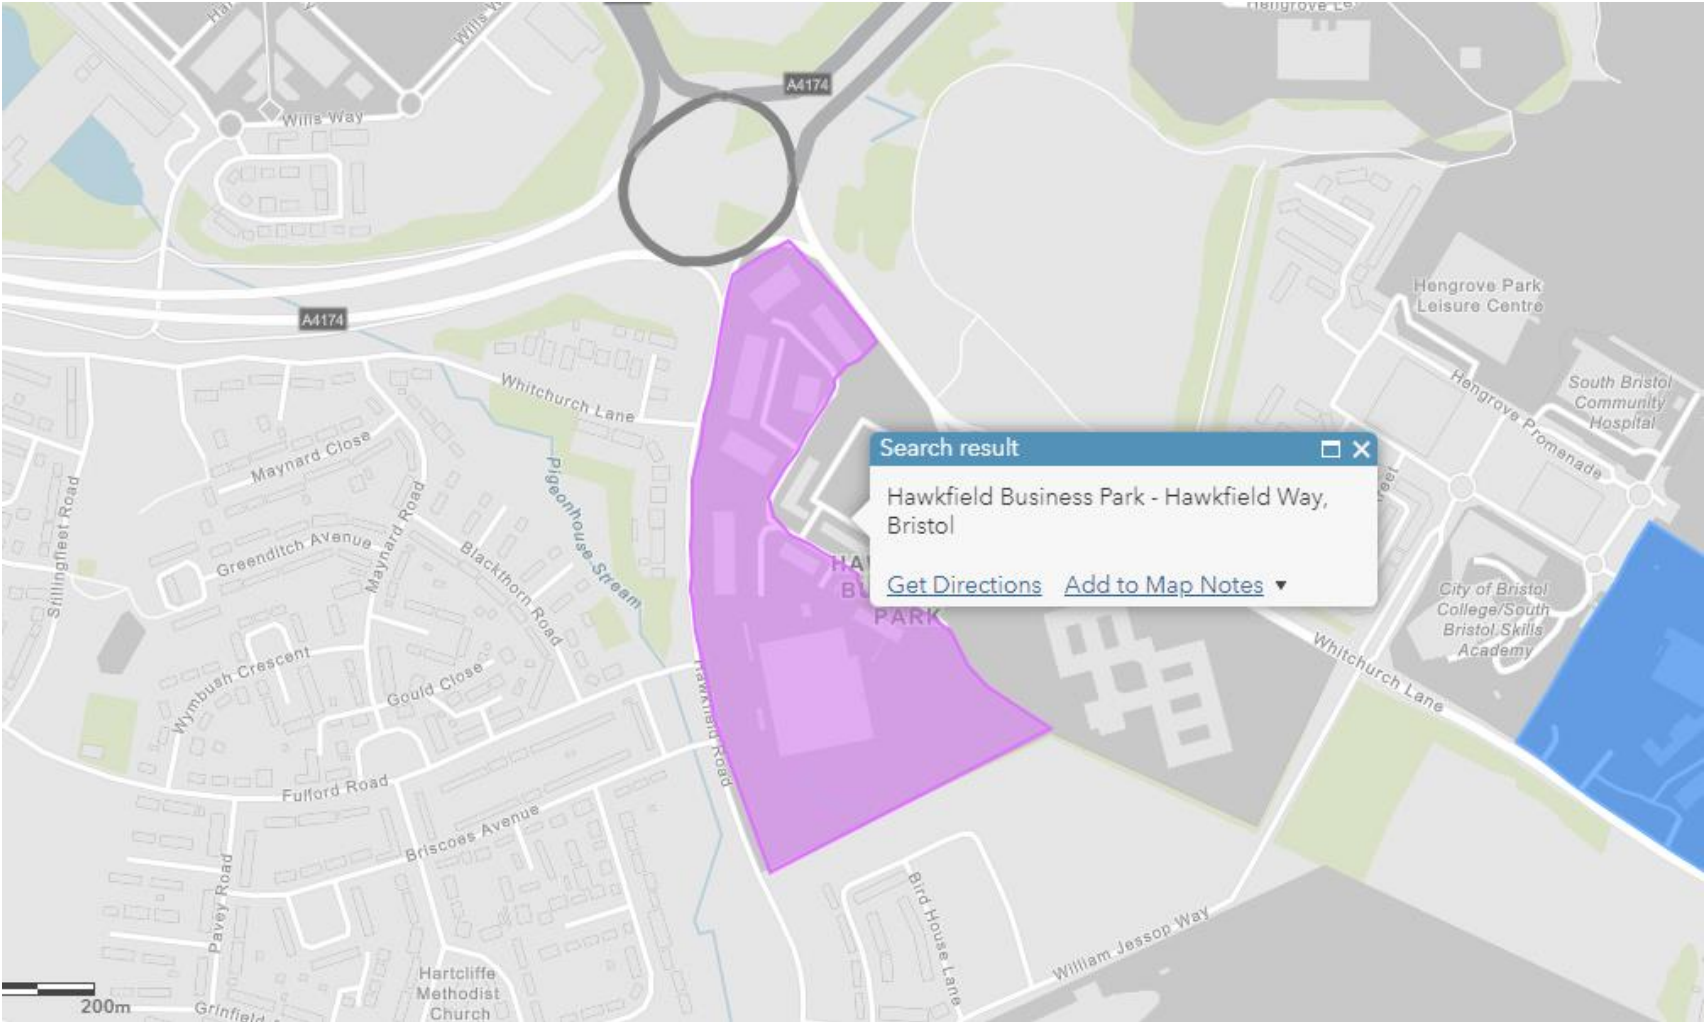 Hengrove Le
Wills W
Wills Way
A4174
A4174
Hengrove Park
Leisure Centre
Whitchurch Lane
Hengrove Promenade
South Bristol
Community
Hospital
Maynard Close
Search result
Hawkfield Business Park - Hawkfield Way,
Bristol
Get Directions Add to Map Notes
reet
Stillingfleet Road
Greenditch Avenue
Maynard Road
Blackthorn Road
Pigeonhouse Stream
HA
BU
PARK
City of Bristol
College/South
Bristol Skills
Academy
Whitchurch Lane
Wymbush Crescent
Gould Close
Hawkfield Road
Fulford Road
Briscoes Avenue
Pavey Road
Bird House Lane
William Jessop Way
Hartcliffe
Methodist
Church
200m
Grinfield